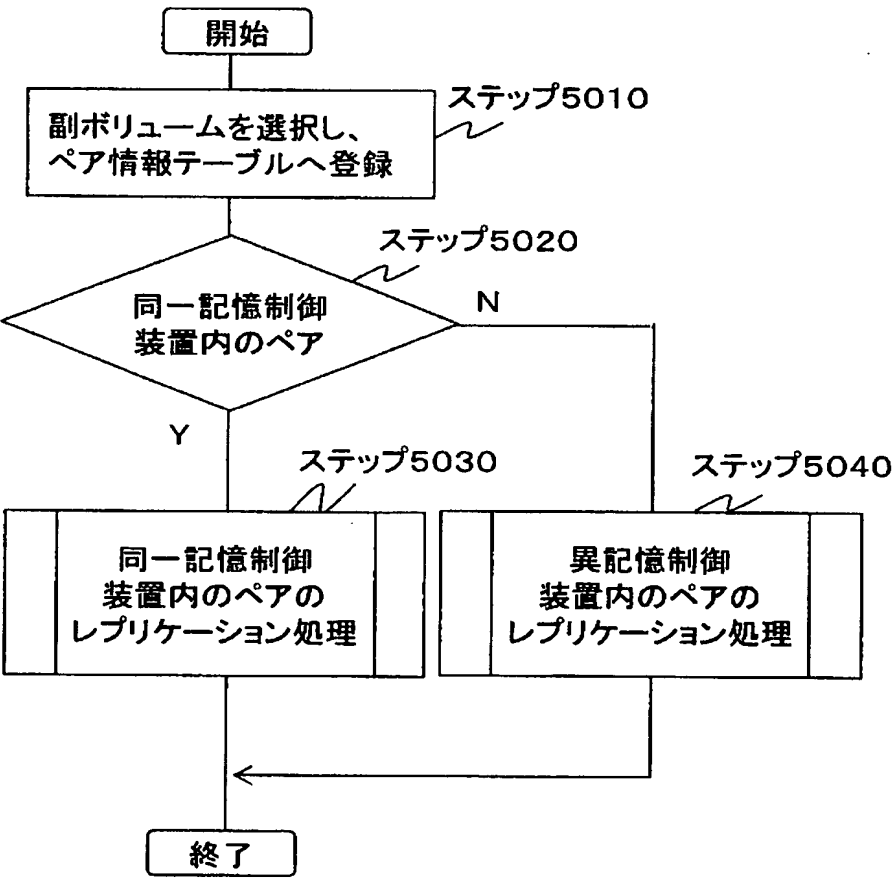 開始
ステップ5010
副ボリュームを選択し、
ペア情報テーブルへ登録
ステップ5020
同一記憶制御
装置内のペア
N
Y
ステップ5030
同一記憶制御
装置内のペアの
レプリケーション処理
ステップ5040
異記憶制御
装置内のペアの
レプリケーション処理
終了